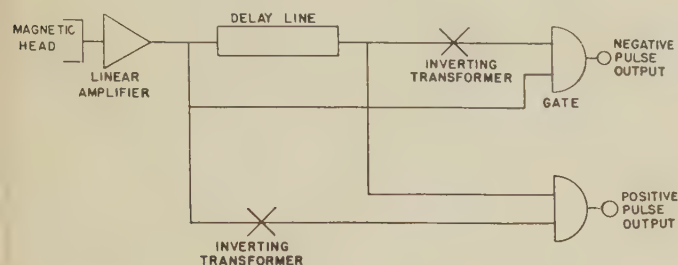 DELAY LINE
MAGNETIC
HEAD
LINEAR
AMPLIFIER
INVERTING
TRANSFORMER
GATE
NEGATIVE
PULSE
OUTPUT
POSITIVE
PULSE
OUTPUT
INVERTING
TRANSFORMER